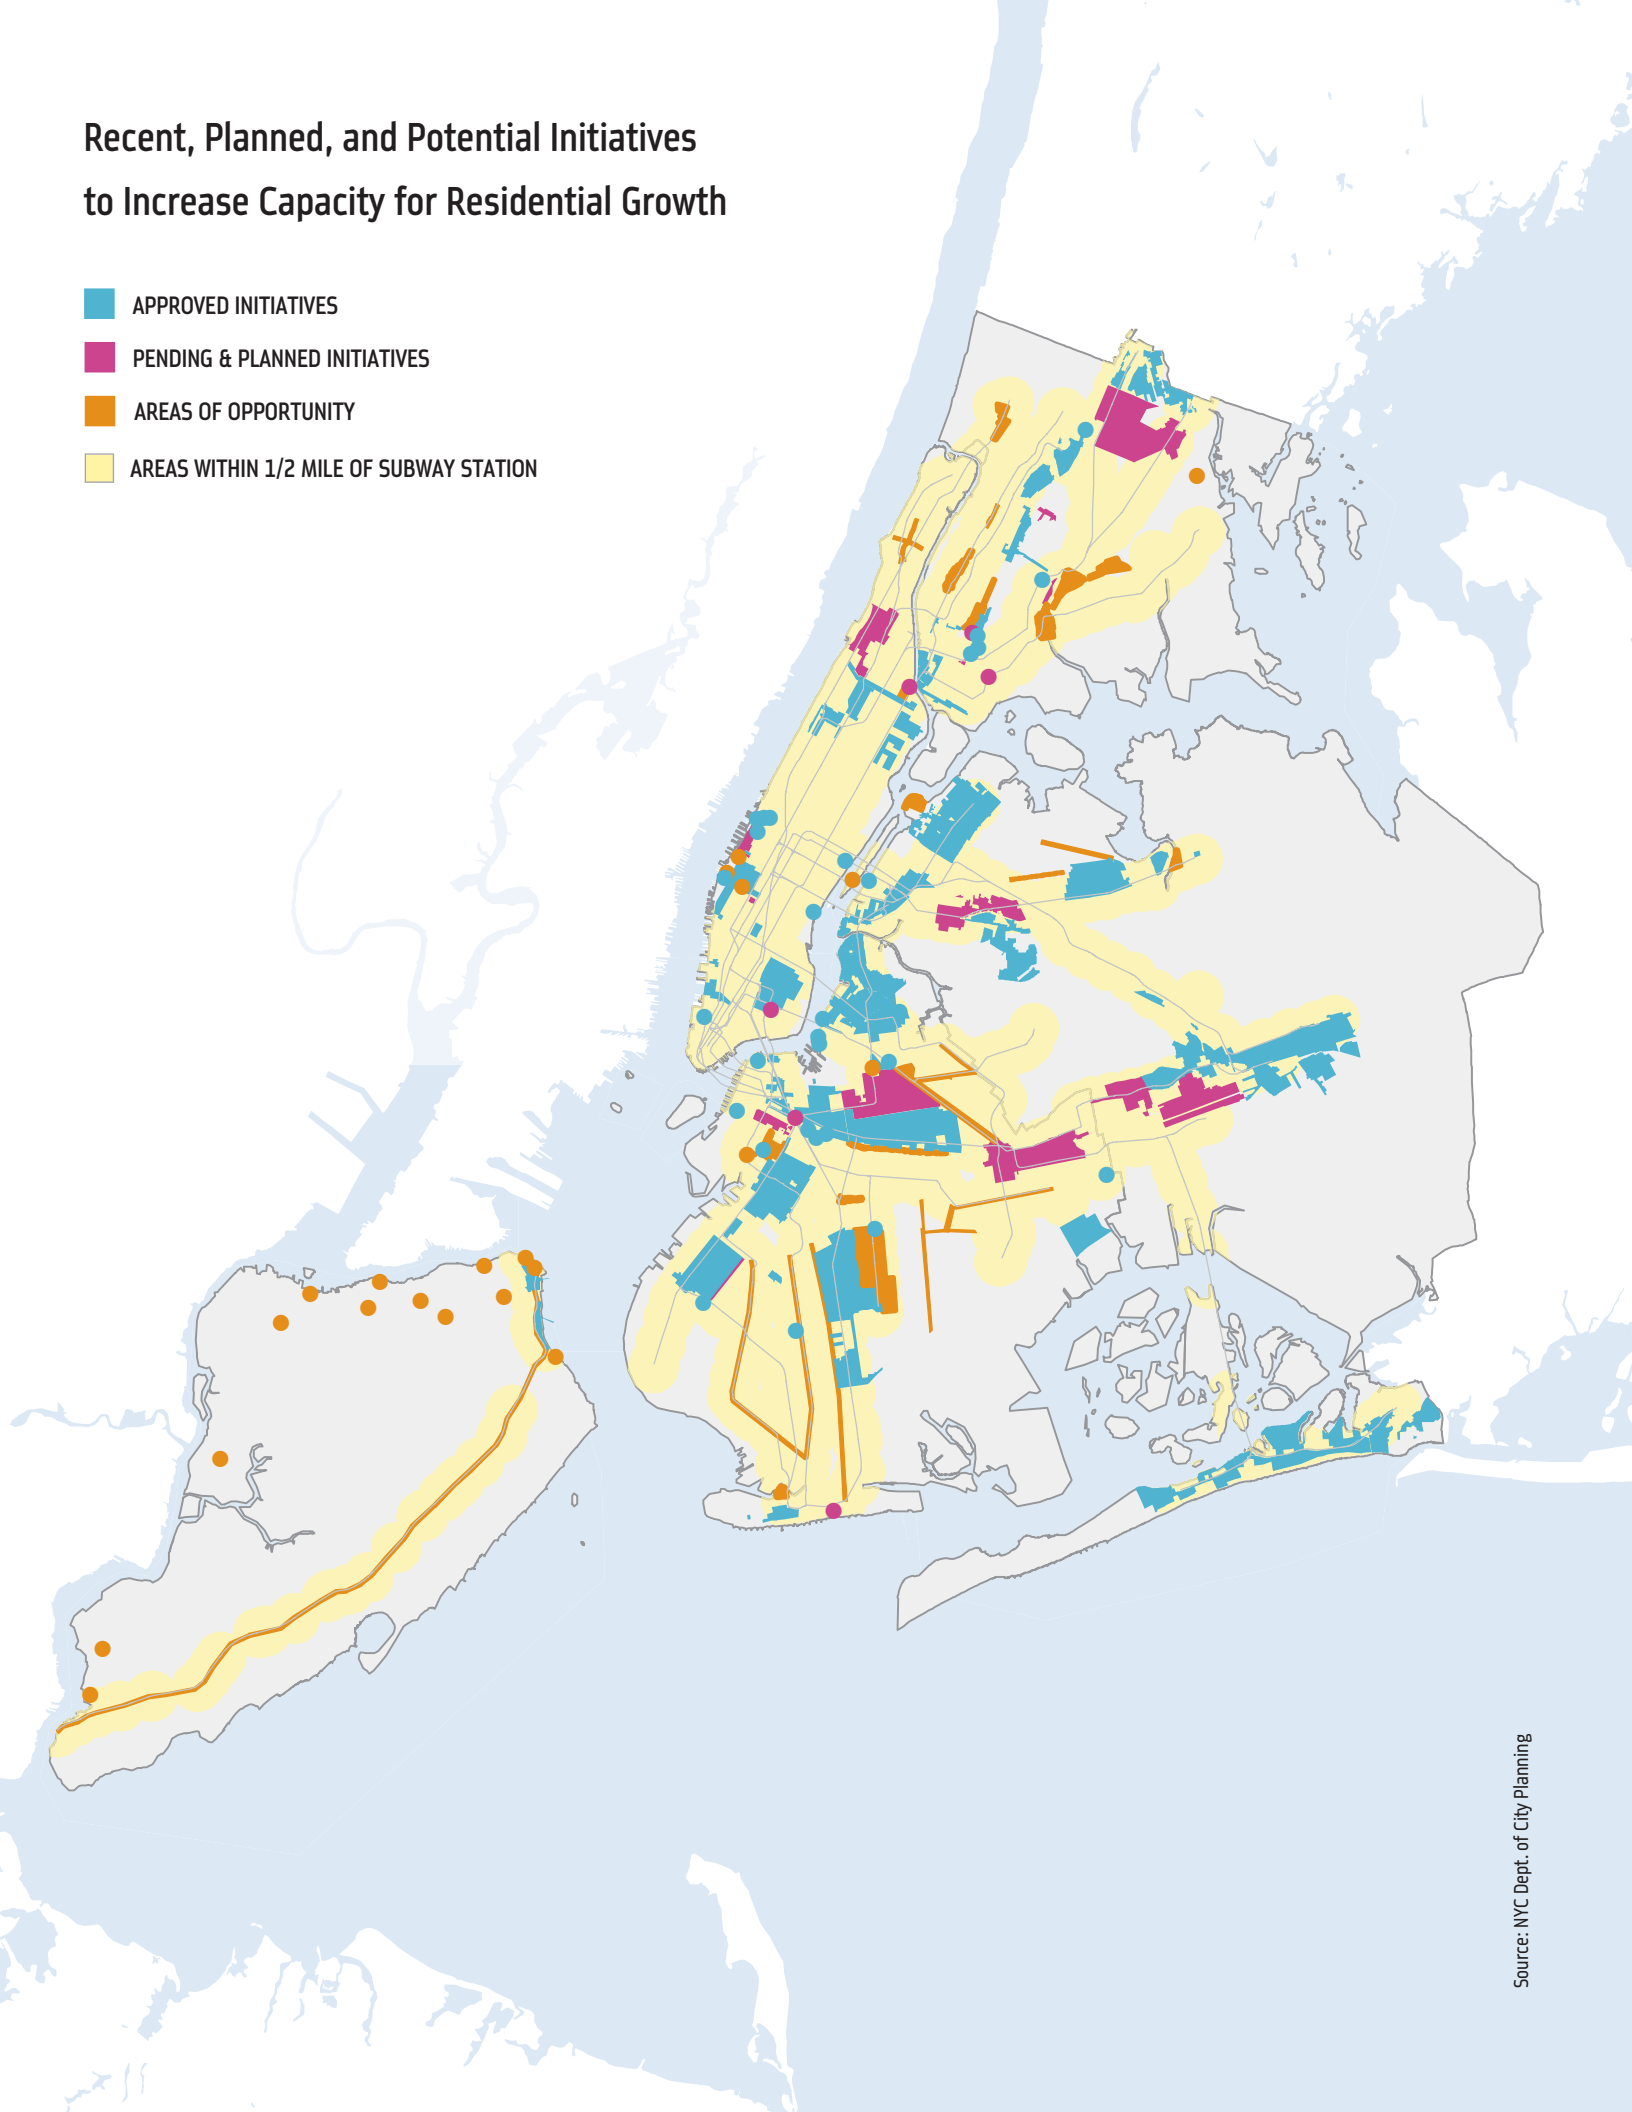 Recent, Planned, and Potential Initiatives
to Increase Capacity for Residential Growth
APPROVED INITIATIVES
PENDING & PLANNED INITIATIVES
AREAS OF OPPORTUNITY
AREAS WITHIN 1/2 MILE OF SUBWAY STATION
Source: NYC Dept. of City Planning